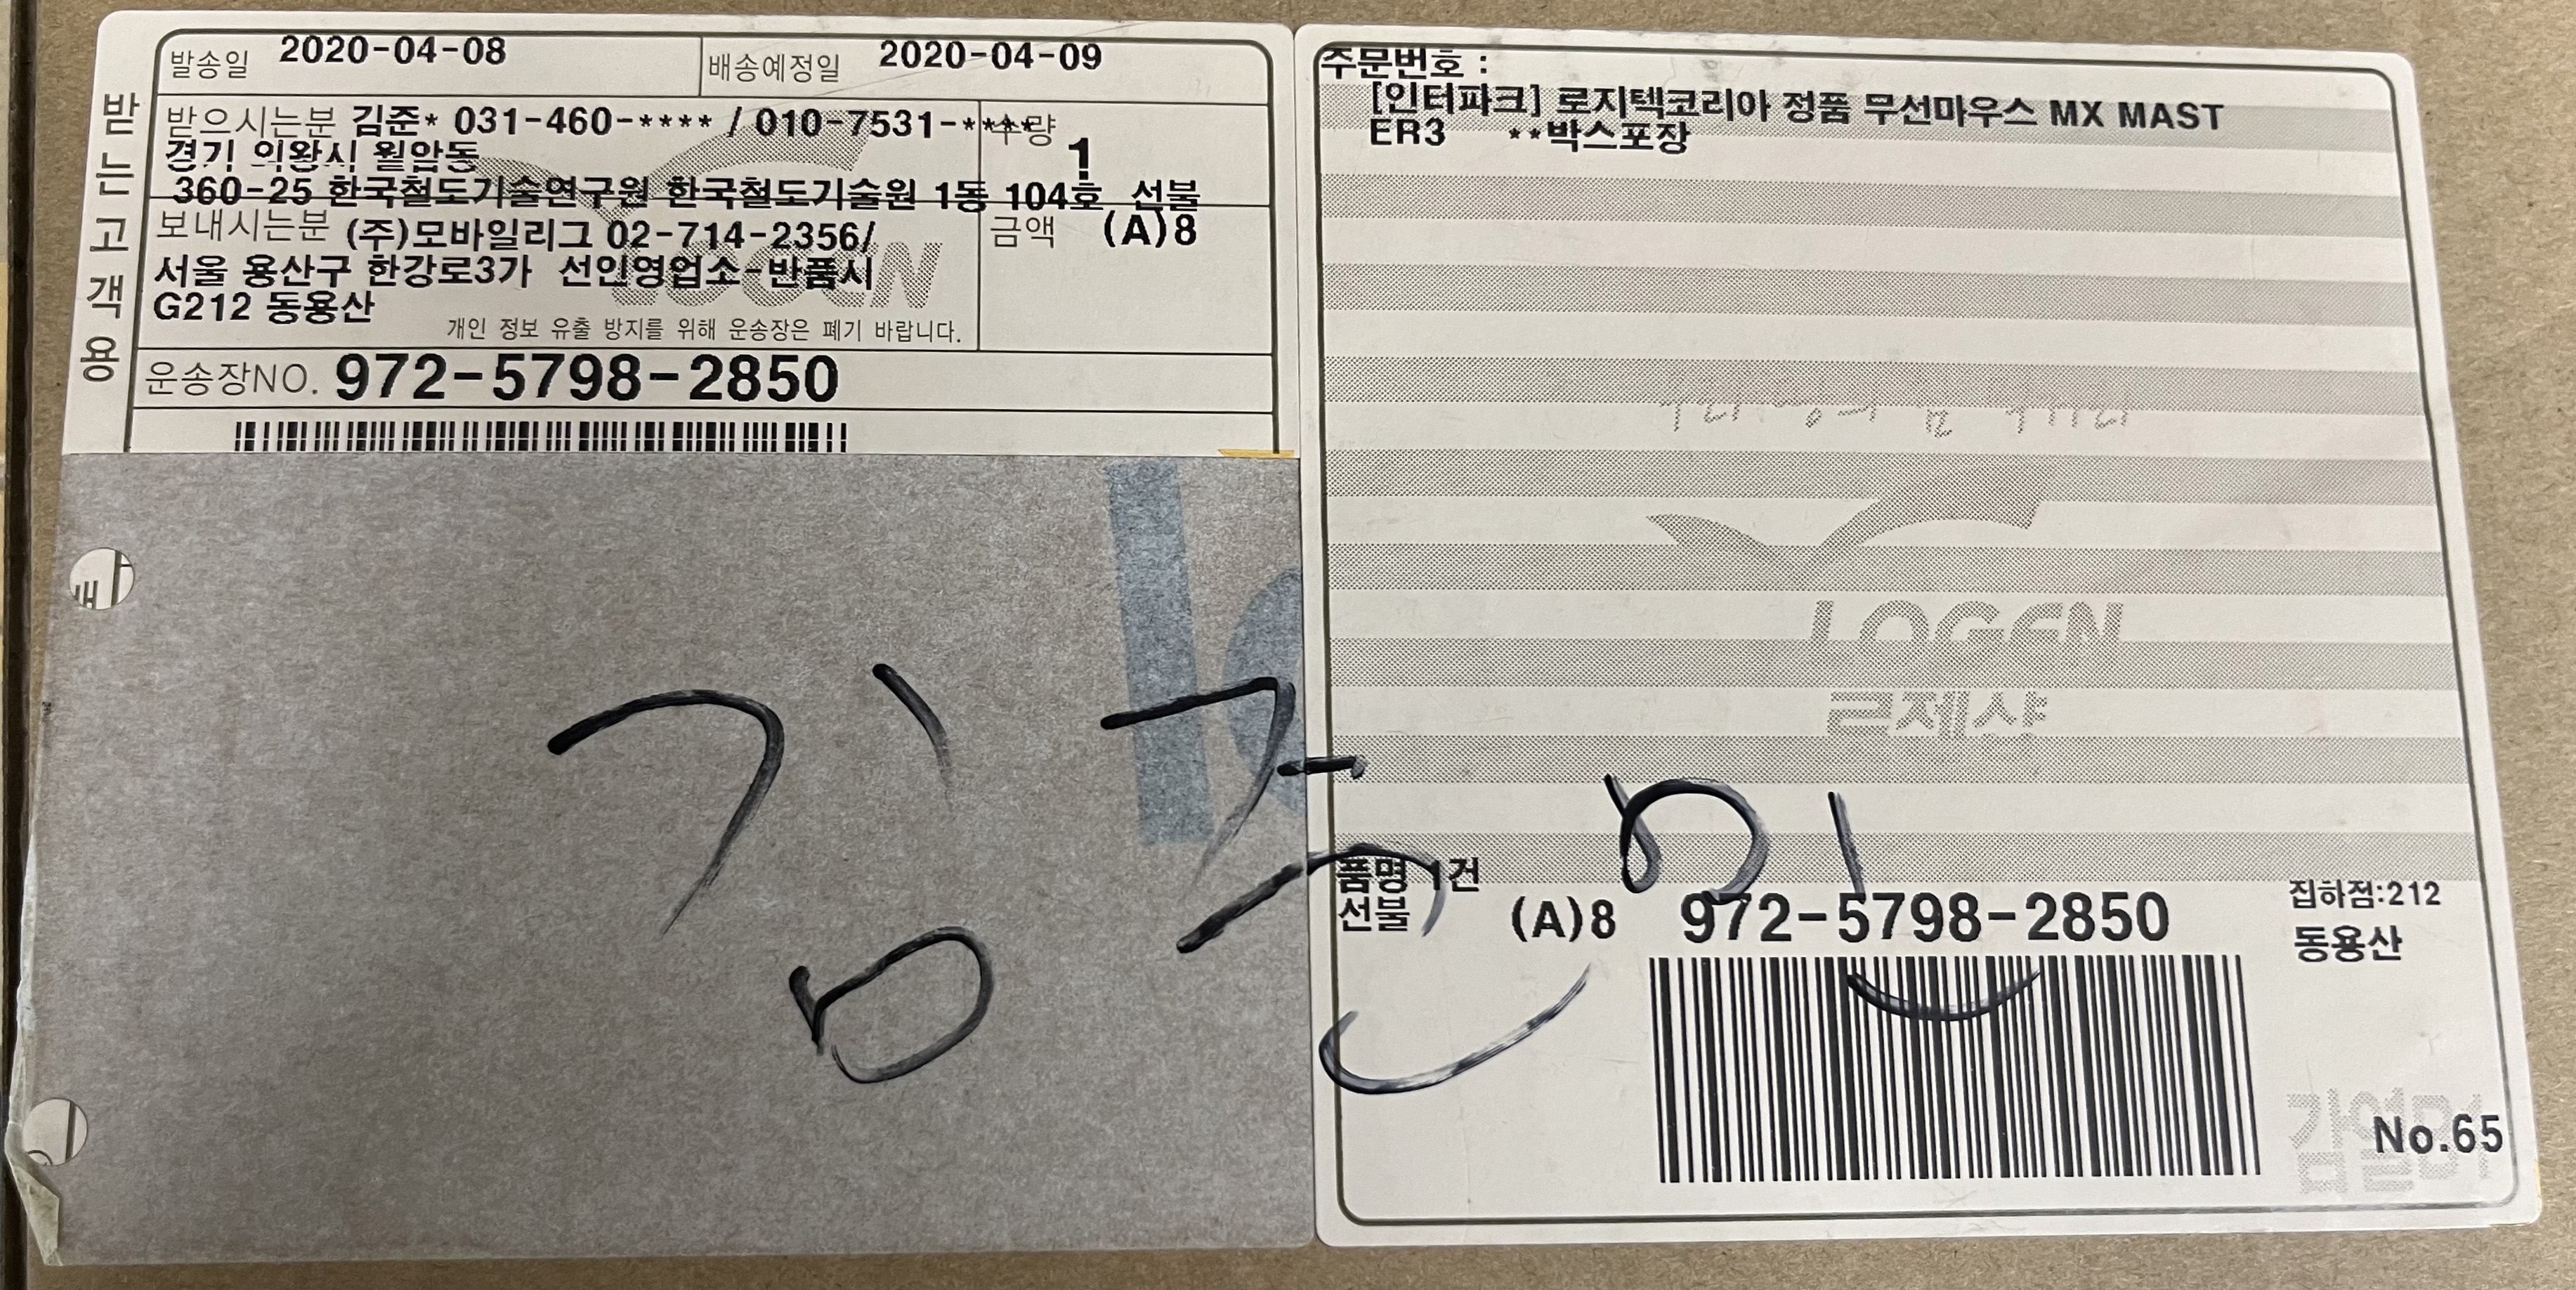 받는고객용
발송일 2020-04-08 배송예정일 2020-04-09
받으시는분 김준* 031-460-**** / 010-7531-**** 수량
경기 의왕시 월암동 1
360-25 한국철도기술연구원 한국철도기술원 1동 104호 선불
보내시는분 (주)모바일리그 02-714-2356/ 금액 (A)8
서울 용산구 한강로3가 선인영업소-반품시
G212 동용산
LOGEN
개인 정보 유출 방지를 위해 운송장은 폐기 바랍니다.
운송장NO. 972-5798-2850
주문번호 :
[인터파크] 로지텍코리아 정품 무선마우스 MX MAST
ER3 **박스포장
LOGEN
로젠샷
김준민
품명 1건
선불 (A)8 972-5798-2850 집하점:212
동용산
No.65